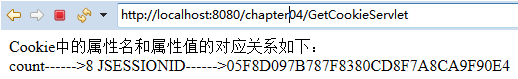 http://localhost:8080/chapter04/GetCookieServlet
Cookie中的属性名和属性值的对应关系如下：
count------>8 JSESSIONID------>05F8D097B787F8380CD8F7A8CA9F90E4